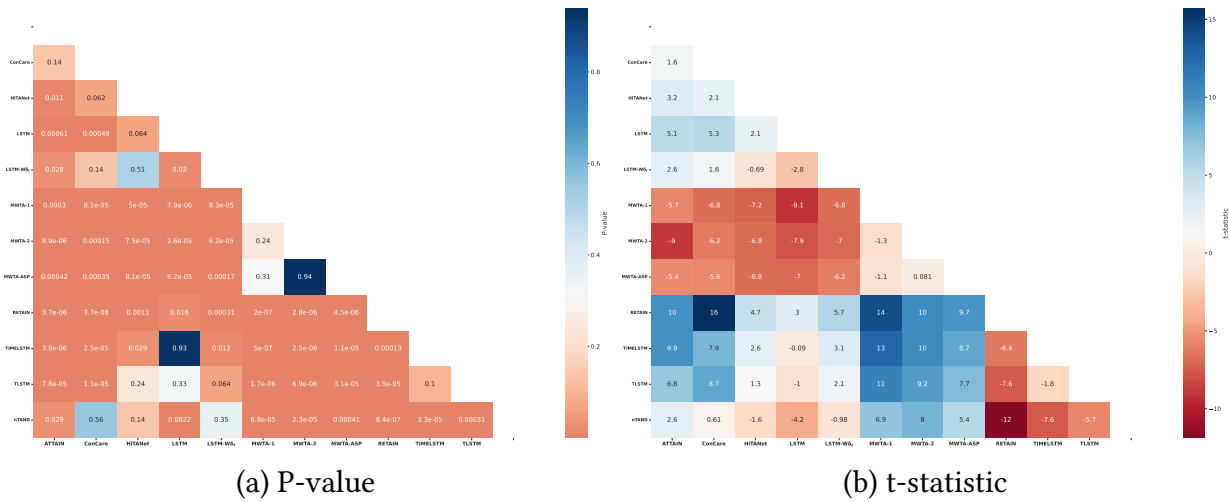 ConCare 0.14
HiTANet 0.011 0.062
LSTM 0.00061 0.00049 0.064
LSTM-Wδₜ 0.028 0.14 0.51 0.02
MWTA-1 0.0003 8.1e-05 5e-05 7.9e-06 8.3e-05
MWTA-2 8.9e-06 0.00015 7.5e-05 2.6e-05 6.2e-05 0.24
MWTA-ASP 0.00042 0.00035 8.1e-05 6.2e-05 0.00017 0.31 0.94
RETAIN 3.7e-06 7.7e-08 0.0011 0.016 0.00031 2e-07 2.8e-06 4.5e-06
TIMELSTM 3.8e-06 2.5e-05 0.029 0.93 0.012 5e-07 2.5e-06 1.1e-05 0.00013
TLSTM 7.8e-05 1.1e-05 0.24 0.33 0.064 1.7e-06 6.9e-06 3.1e-05 3.5e-05 0.1
nTAND 0.029 0.56 0.14 0.0022 0.35 6.8e-05 2.3e-05 0.00041 8.4e-07 3.3e-05 0.00031
ATTAIN ConCare HiTANet LSTM LSTM-Wδₜ MWTA-1 MWTA-2 MWTA-ASP RETAIN TIMELSTM TLSTM
0.8
0.6
0.4
0.2
P-value
(a) P-value
ConCare 1.6
HiTANet 3.2 2.1
LSTM 5.1 5.3 2.1
LSTM-Wδₜ 2.6 1.6 -0.69 -2.8
MWTA-1 -5.7 -6.8 -7.2 -9.1 -6.8
MWTA-2 -9 -6.2 -6.8 -7.9 -7 -1.3
MWTA-ASP -5.4 -5.6 -6.8 -7 -6.2 -1.1 0.081
RETAIN 10 16 4.7 3 5.7 14 10 9.7
TIMELSTM 9.9 7.9 2.6 -0.09 3.1 13 10 8.7 -6.4
TLSTM 6.8 8.7 1.3 -1 2.1 11 9.2 7.7 -7.6 -1.8
nTAND 2.6 0.61 -1.6 -4.2 -0.98 6.9 8 5.4 -12 -7.6 -5.7
ATTAIN ConCare HiTANet LSTM LSTM-Wδₜ MWTA-1 MWTA-2 MWTA-ASP RETAIN TIMELSTM TLSTM
15
10
5
0
−5
−10
t-statistic
(b) t-statistic